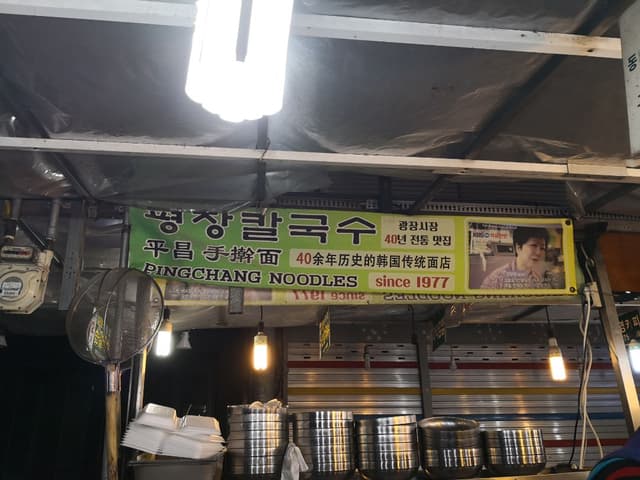 평창칼국수
광장시장
40년 전통 맛집
平昌 手擀面
40余年历史的韩国传统面店
PINGCHANG NOODLES
since 1977
since 1977